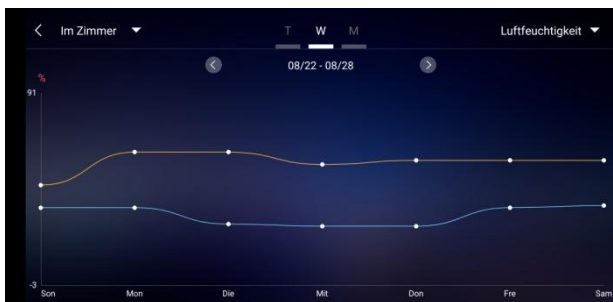 Im Zimmer T W M Luftfeuchtigkeit
08/22 - 08/28
%
91
-3
Son Mon Die Mit Don Fre Sam